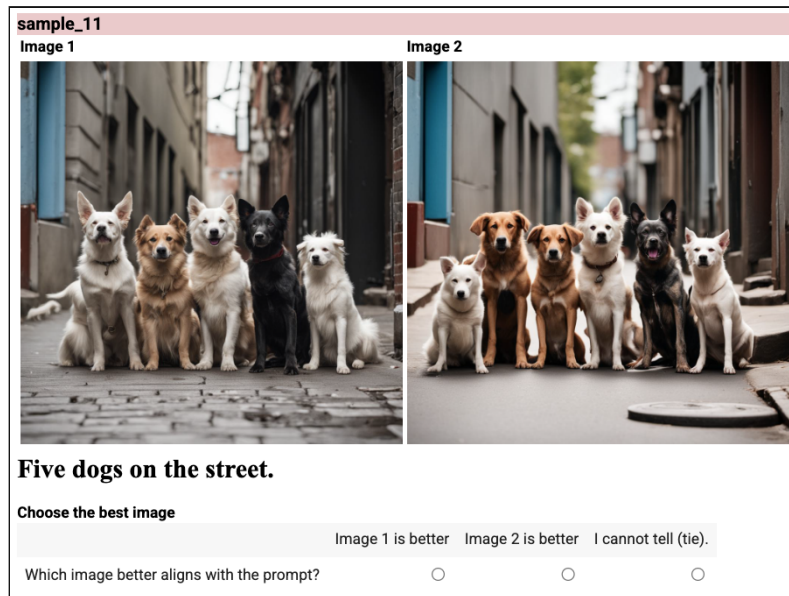 sample_11
Image 1 Image 2
Five dogs on the street.
Choose the best image
Image 1 is better Image 2 is better I cannot tell (tie).
Which image better aligns with the prompt?